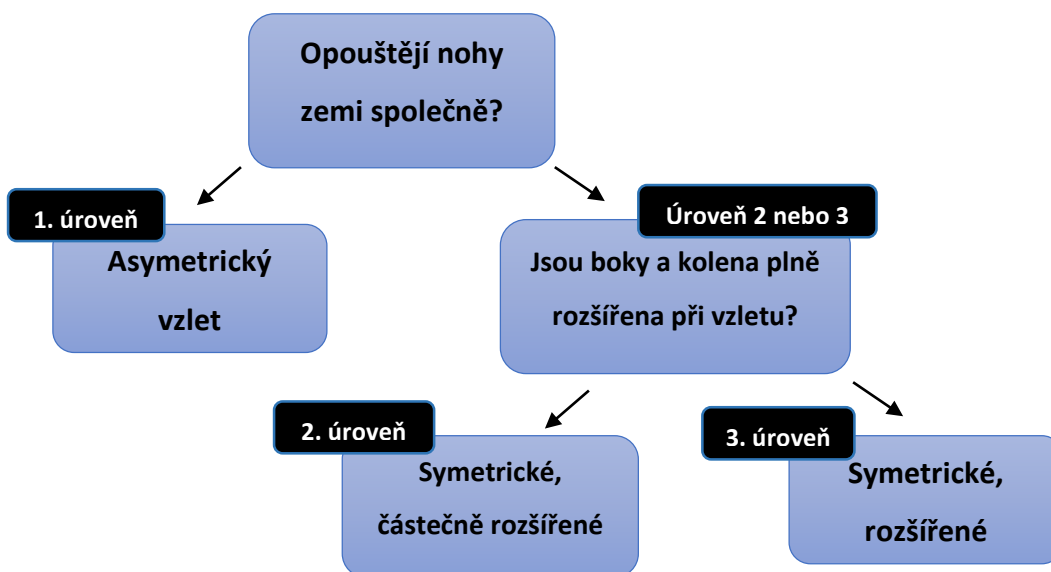 Opouštějí nohy
zemi společně?
1. úroveň
Asymetrický
vzlet
Úroveň 2 nebo 3
Jsou boky a kolena plně
rozšířena při vzletu?
2. úroveň
Symetrické,
částečně rozšířené
3. úroveň
Symetrické,
rozšířené